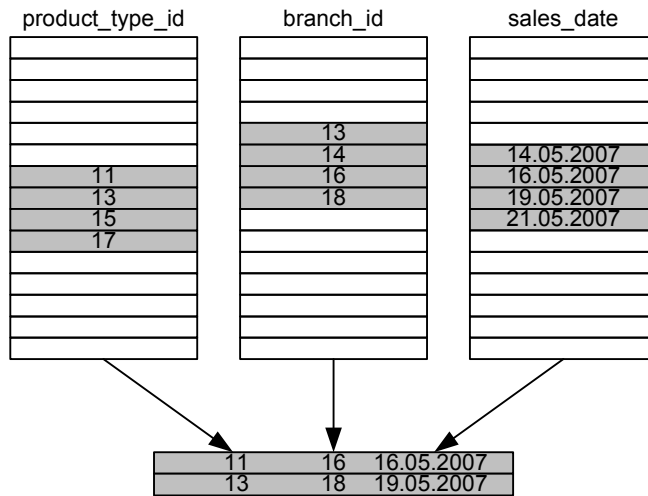 product_type_id
branch_id
sales_date
11
13
15
17
13
14
16
18
14.05.2007
16.05.2007
19.05.2007
21.05.2007
11 16 16.05.2007
13 18 19.05.2007